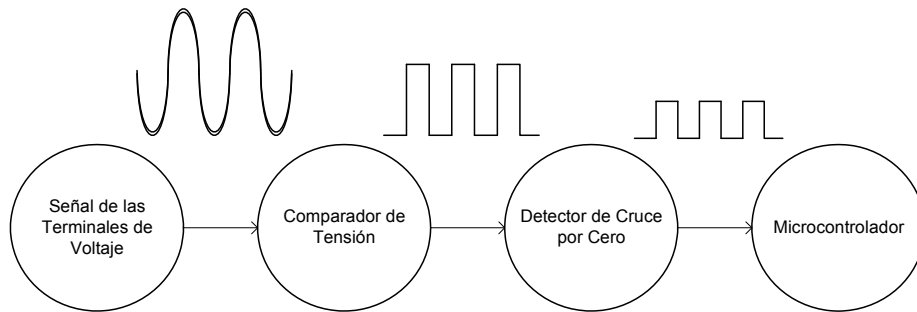 Señal de las
Terminales de
Voltaje
Comparador de
Tensión
Detector de Cruce
por Cero
Microcontrolador